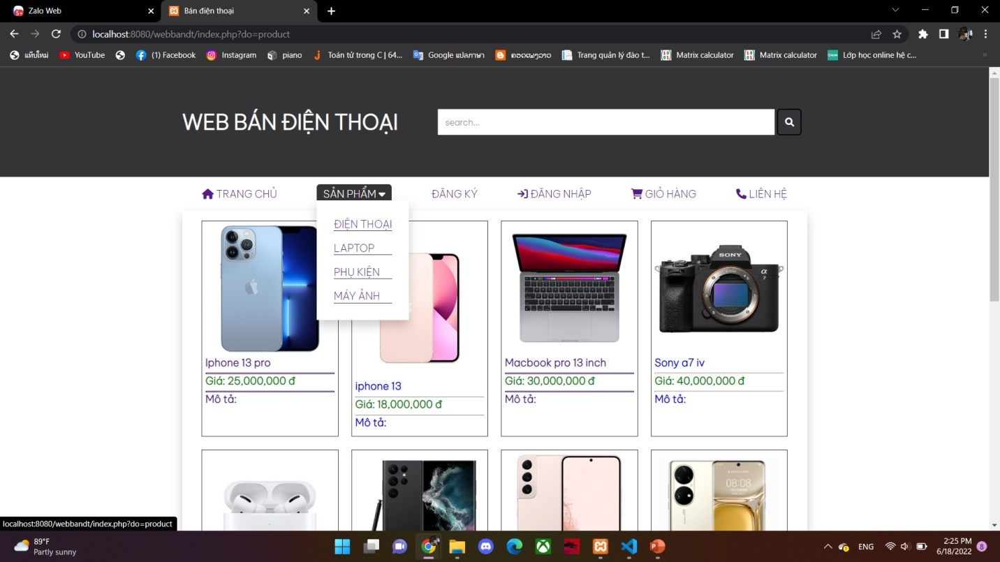 Zalo Web
Bán điện thoại
localhost:8080/webbandt/index.php?do=product
แท็บใหม่
YouTube
(1) Facebook
Instagram
piano
Toán tử trong C | 64...
Google แปลภาษา
ຄອດພາສາລາວ
Trang quản lý đào t...
Matrix calculator
Matrix calculator
Lớp học online hệ c...
WEB BÁN ĐIỆN THOẠI
search...
TRANG CHỦ
SẢN PHẨM
ĐĂNG KÝ
ĐĂNG NHẬP
GIỎ HÀNG
LIÊN HỆ
ĐIỆN THOẠI
LAPTOP
PHỤ KIỆN
MÁY ẢNH
SONY
α
7
Iphone 13 pro
Giá: 25,000,000 đ
Mô tả:
iphone 13
Giá: 18,000,000 đ
Mô tả:
Macbook pro 13 inch
Giá: 30,000,000 đ
Mô tả:
Sony a7 iv
Giá: 40,000,000 đ
Mô tả:
08:08
localhost:8080/webbandt/index.php?do=product
89°F
Partly sunny
ENG
2:25 PM
6/18/2022
8